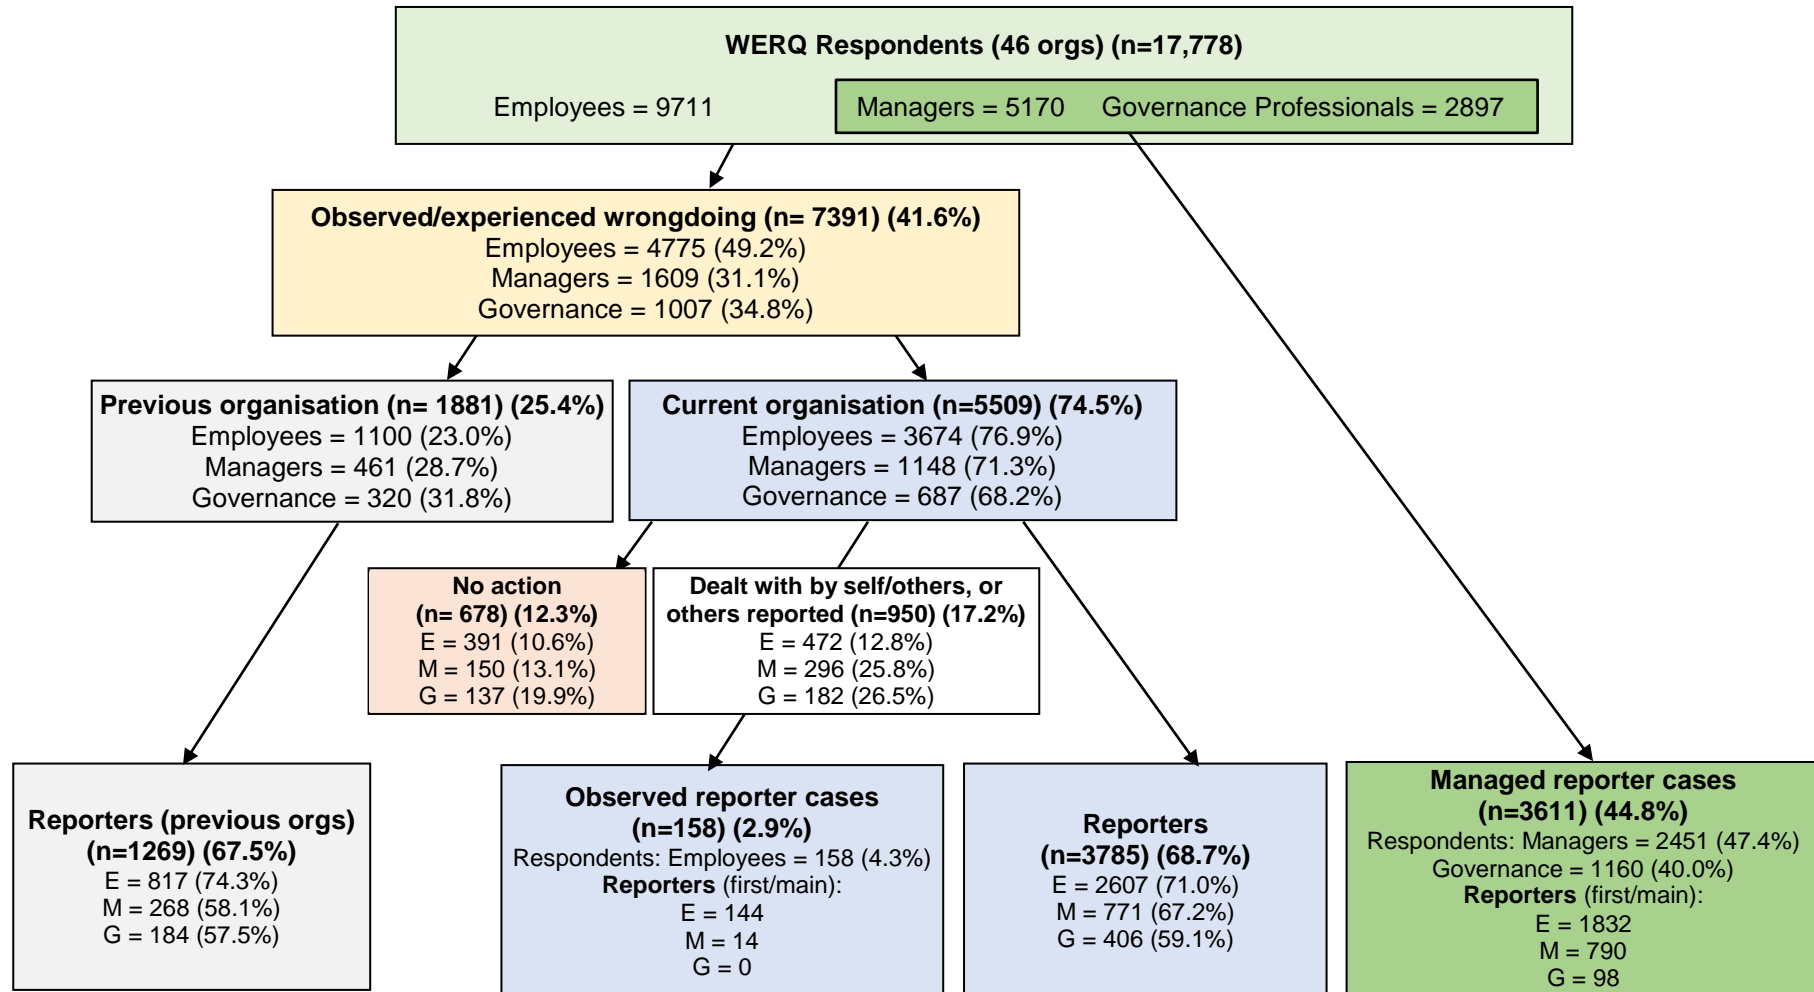 WERQ Respondents (46 orgs) (n=17,778)
Employees = 9711
Managers = 5170 Governance Professionals = 2897
Observed/experienced wrongdoing (n= 7391) (41.6%)
Employees = 4775 (49.2%)
Managers = 1609 (31.1%)
Governance = 1007 (34.8%)
Previous organisation (n= 1881) (25.4%)
Employees = 1100 (23.0%)
Managers = 461 (28.7%)
Governance = 320 (31.8%)
Current organisation (n=5509) (74.5%)
Employees = 3674 (76.9%)
Managers = 1148 (71.3%)
Governance = 687 (68.2%)
No action
(n= 678) (12.3%)
E = 391 (10.6%)
M = 150 (13.1%)
G = 137 (19.9%)
Dealt with by self/others, or
others reported (n=950) (17.2%)
E = 472 (12.8%)
M = 296 (25.8%)
G = 182 (26.5%)
Reporters (previous orgs)
(n=1269) (67.5%)
E = 817 (74.3%)
M = 268 (58.1%)
G = 184 (57.5%)
Observed reporter cases
(n=158) (2.9%)
Respondents: Employees = 158 (4.3%)
Reporters (first/main):
E = 144
M = 14
G = 0
Reporters
(n=3785) (68.7%)
E = 2607 (71.0%)
M = 771 (67.2%)
G = 406 (59.1%)
Managed reporter cases
(n=3611) (44.8%)
Respondents: Managers = 2451 (47.4%)
Governance = 1160 (40.0%)
Reporters (first/main):
E = 1832
M = 790
G = 98